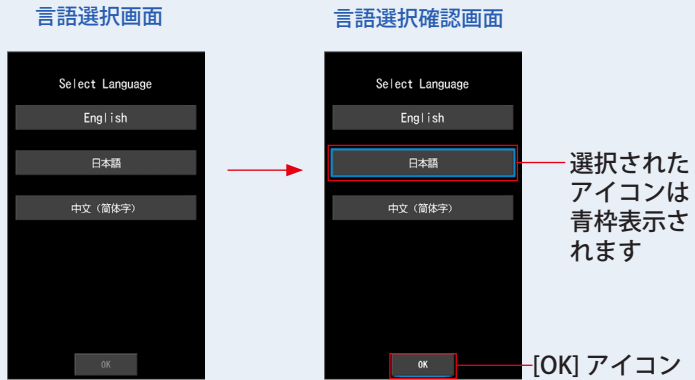 言語選択画面
Select Language
English
日本語
中文（简体字）
OK
言語選択確認画面
Select Language
English
日本語
中文（简体字）
OK
選択された
アイコンは
青枠表示さ
れます
[OK] アイコン